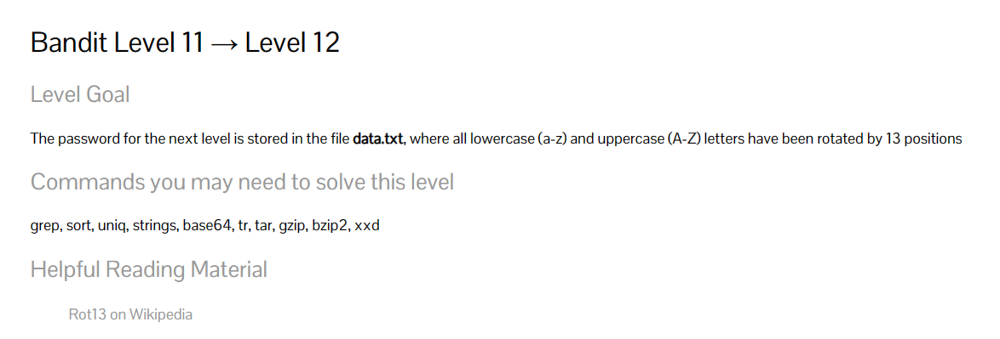 Bandit Level 11 → Level 12
Level Goal
The password for the next level is stored in the file data.txt, where all lowercase (a-z) and uppercase (A-Z) letters have been rotated by 13 positions
Commands you may need to solve this level
grep, sort, uniq, strings, base64, tr, tar, gzip, bzip2, xxd
Helpful Reading Material
Rot13 on Wikipedia